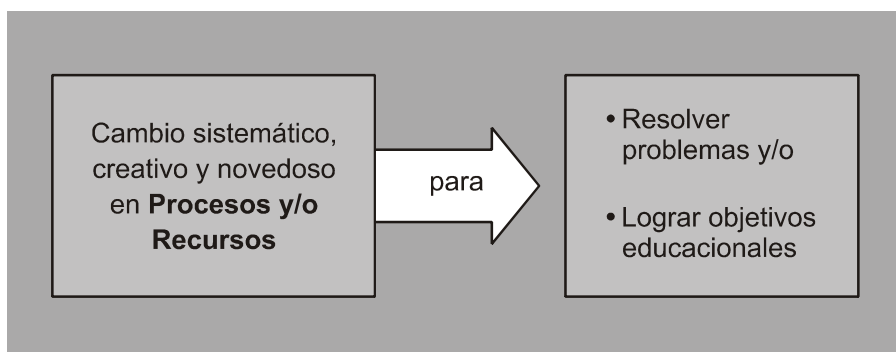 Cambio sistemático,
creativo y novedoso
en Procesos y/o
Recursos
para
• Resolver
problemas y/o
• Lograr objetivos
educacionales